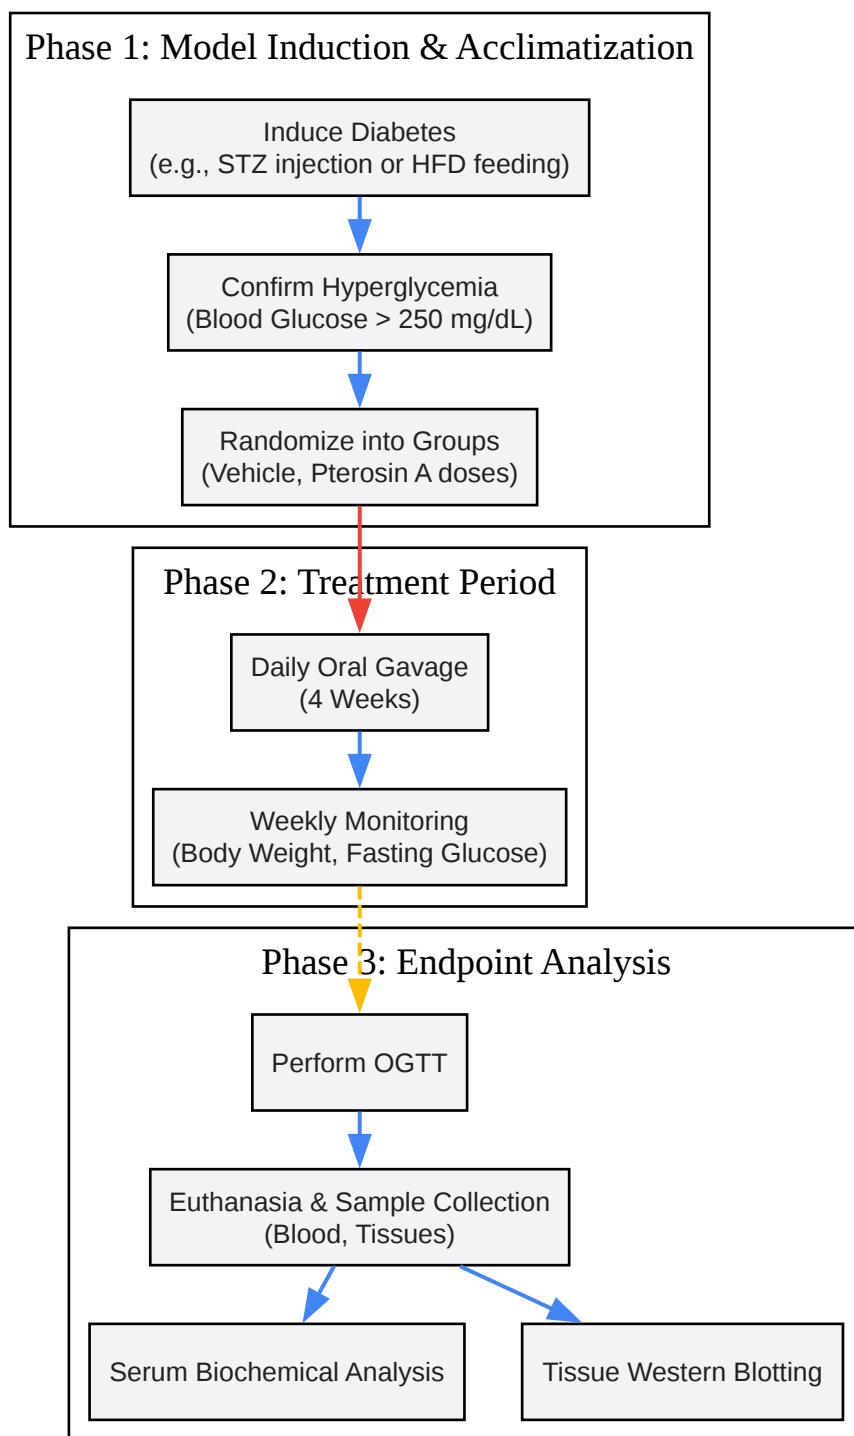 Phase 1: Model Induction & Acclimatization
Induce Diabetes
(e.g., STZ injection or HFD feeding)
Confirm Hyperglycemia
(Blood Glucose > 250 mg/dL)
Randomize into Groups
(Vehicle, Pterosin A doses)
Phase 2: Treatment Period
Daily Oral Gavage
(4 Weeks)
Weekly Monitoring
(Body Weight, Fasting Glucose)
Phase 3: Endpoint Analysis
Perform OGTT
Euthanasia & Sample Collection
(Blood, Tissues)
Serum Biochemical Analysis
Tissue Western Blotting